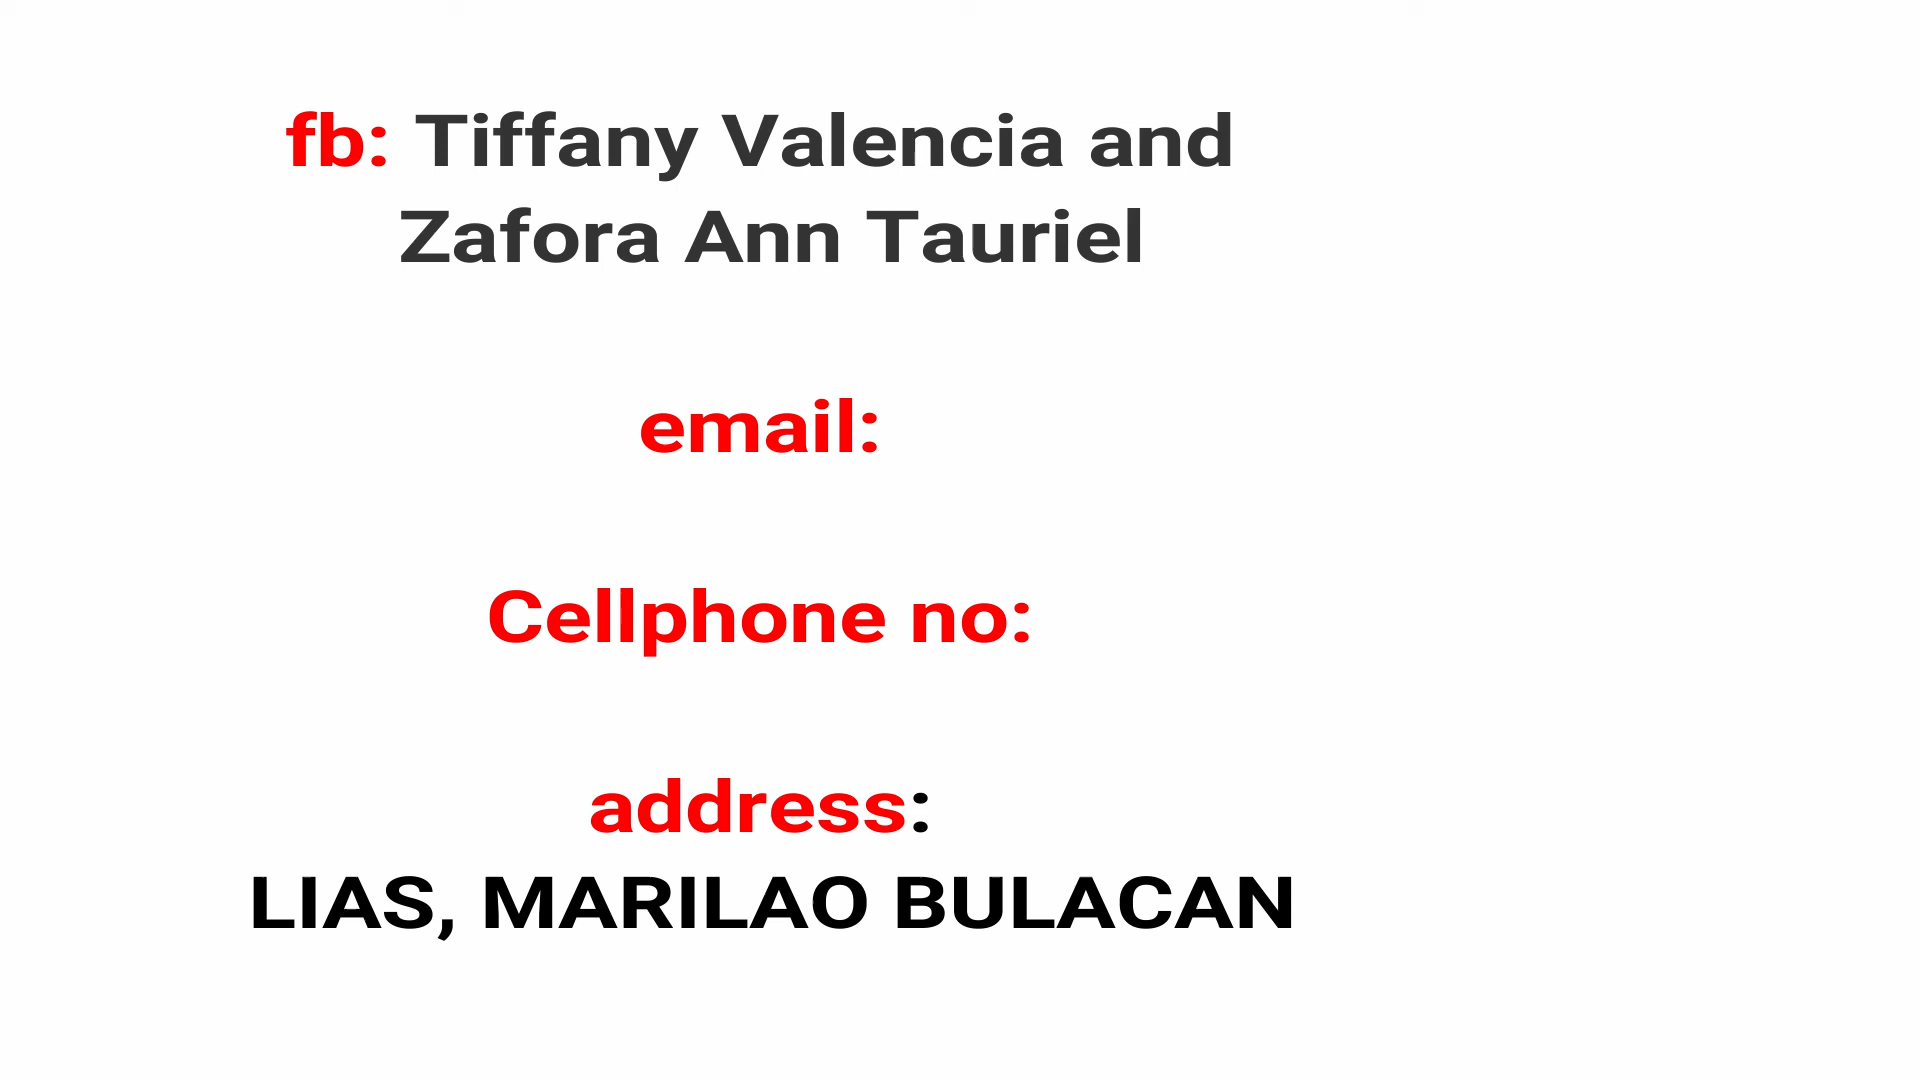 fb: Tiffany Valencia and
Zafora Ann Tauriel
email:
Cellphone no:
address:
LIAS, MARILAO BULACAN